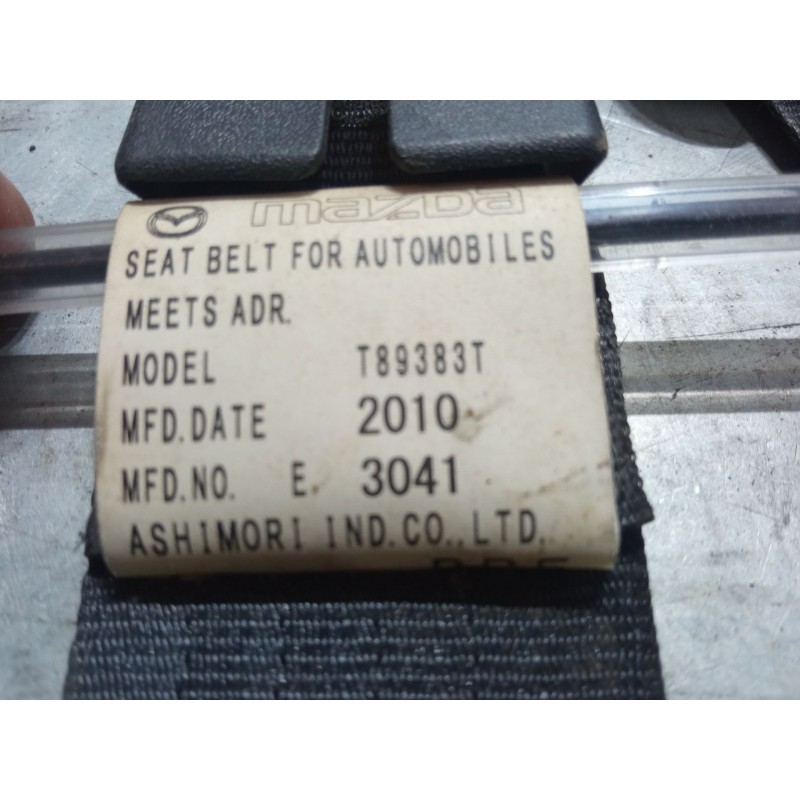 mazda
SEAT BELT FOR AUTOMOBILES
MEETS ADR.
MODEL T89383T
MFD.DATE 2010
MFD.NO. E. 3041
ASHIMORI IND.CO.,LTD.